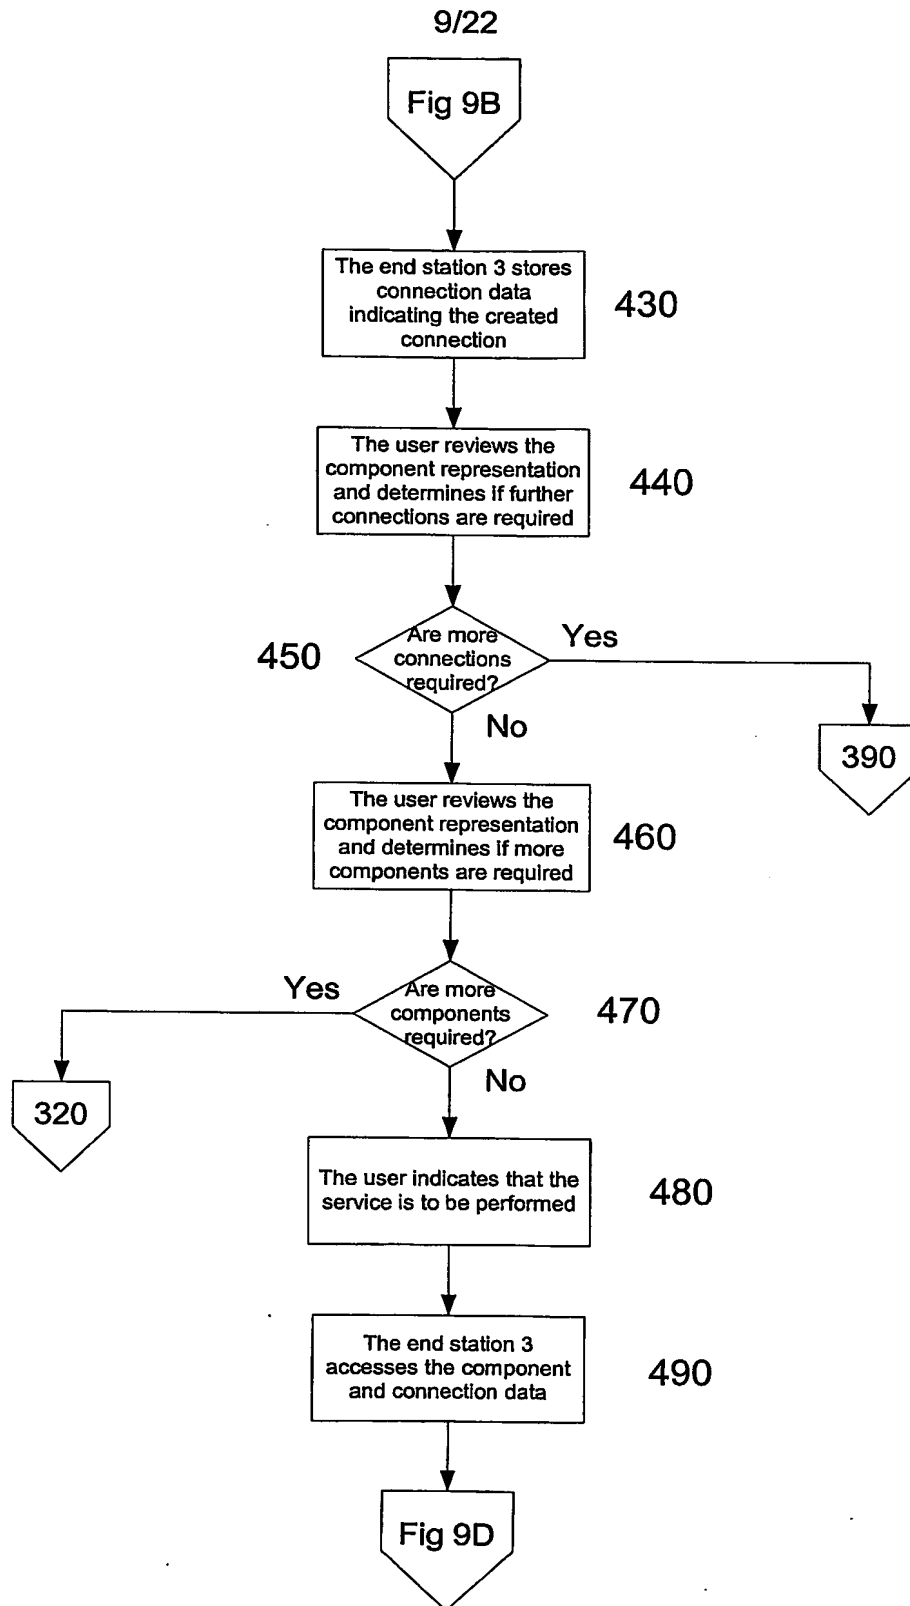 9/22
Fig 9B
The end station 3 stores
connection data
indicating the created
connection
430
The user reviews the
component representation
and determines if further
connections are required
440
450
Are more
connections
required?
Yes
No
390
The user reviews the
component representation
and determines if more
components are required
460
Yes
Are more
components
required?
470
No
320
The user indicates that the
service is to be performed
480
The end station 3
accesses the component
and connection data
490
Fig 9D